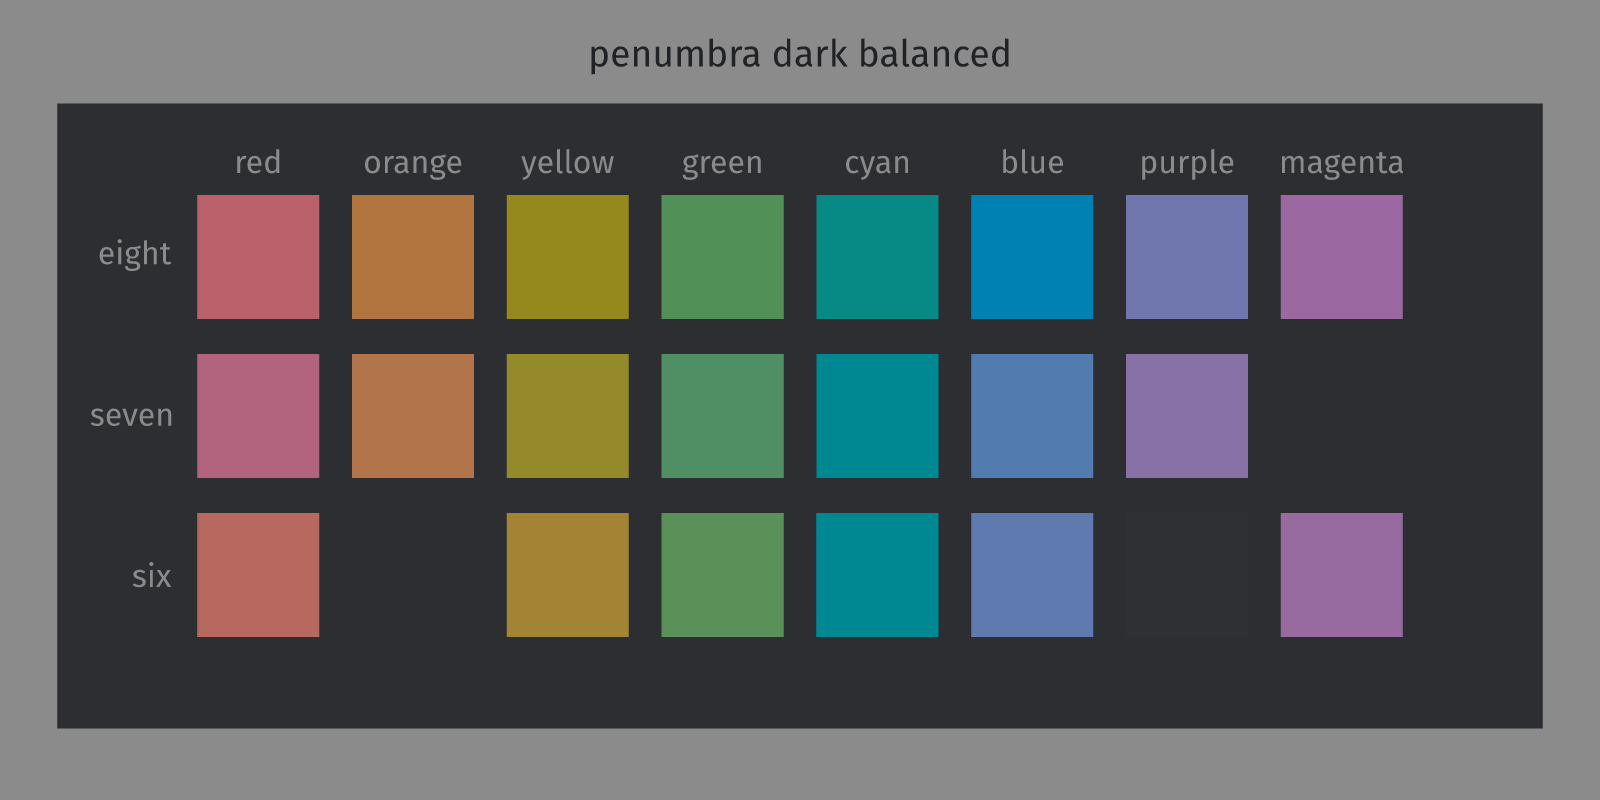 penumbra dark balanced
red orange yellow green cyan blue purple magenta
eight
seven
six